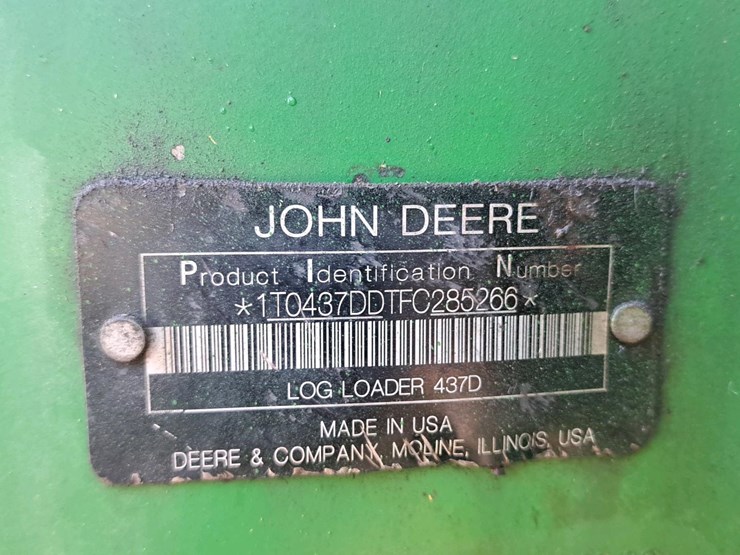 JOHN DEERE
Product Identification Number
*1T0437DDTFC285266*
LOG LOADER 437D
MADE IN USA
DEERE & COMPANY, MOLINE, ILLINOIS, USA